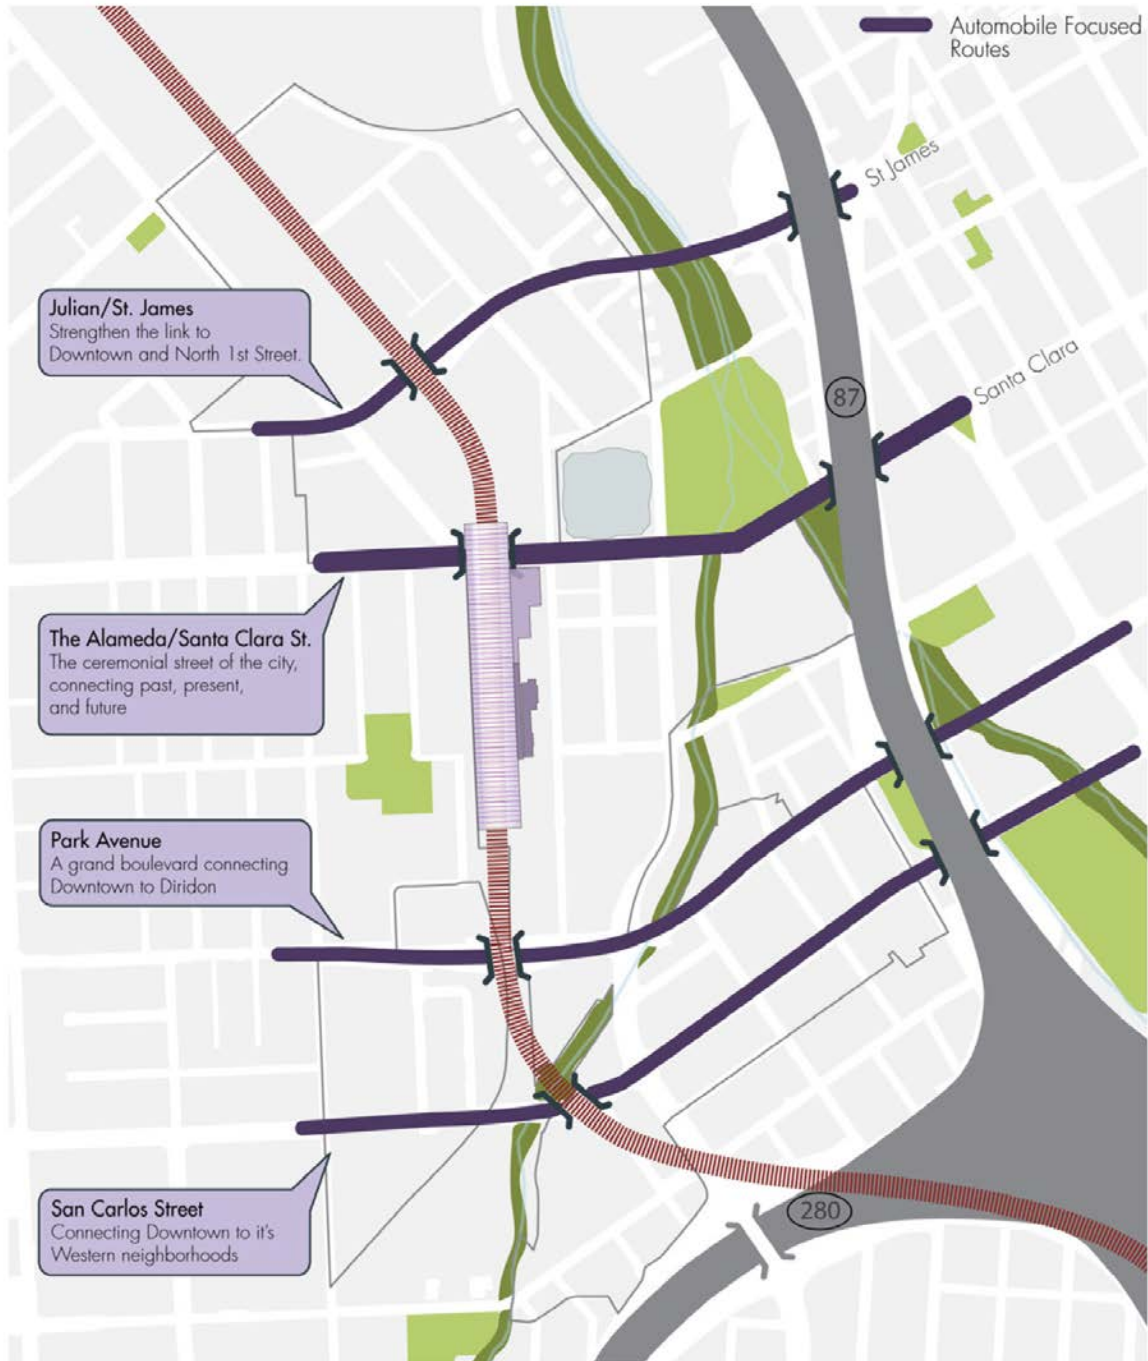 Automobile Focused
Routes
St James
Julian/St. James
Strengthen the link to
Downtown and North 1st Street.
87
Santa Clara
The Alameda/Santa Clara St.
The ceremonial street of the city,
connecting past, present,
and future
Park Avenue
A grand boulevard connecting
Downtown to Diridon
San Carlos Street
Connecting Downtown to it's
Western neighborhoods
280